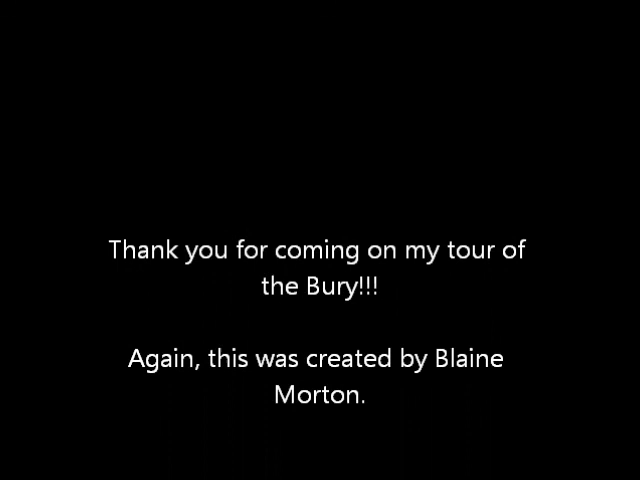 Thank you for coming on my tour of
the Bury!!!
Again, this was created by Blaine
Morton.